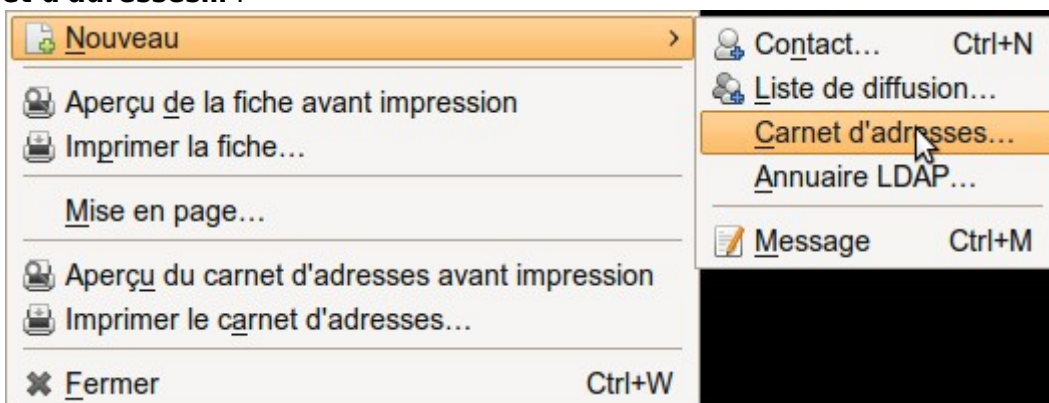 et d'adresses... :
Nouveau >
Aperçu de la fiche avant impression
Imprimer la fiche…
Mise en page…
Aperçu du carnet d'adresses avant impression
Imprimer le carnet d'adresses…
Fermer Ctrl+W
Contact… Ctrl+N
Liste de diffusion…
Carnet d'adresses…
Annuaire LDAP…
Message Ctrl+M